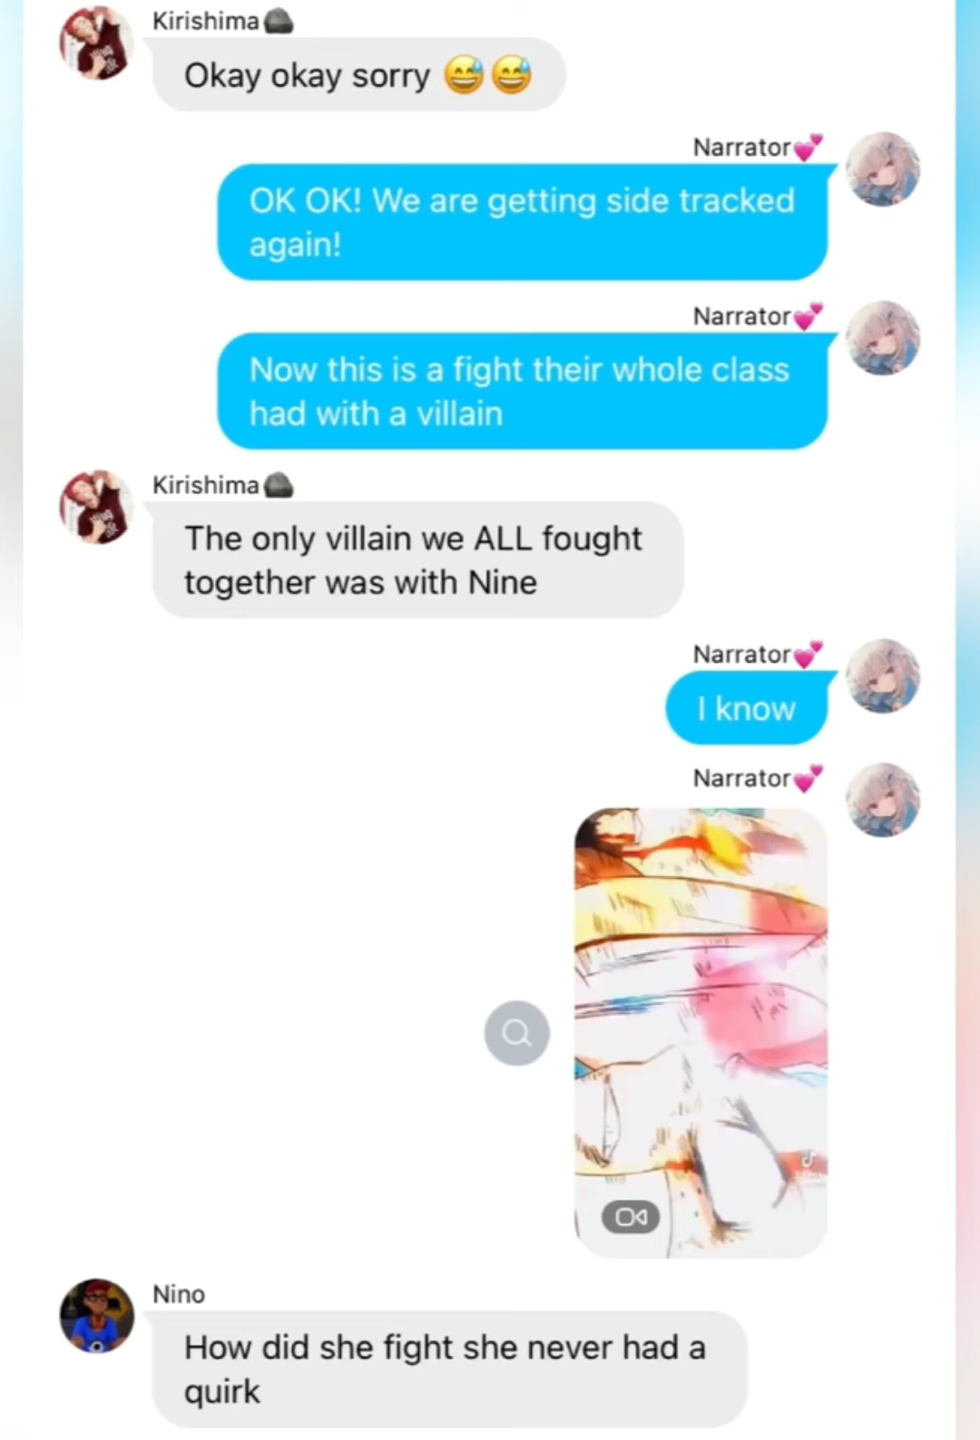 Kirishima🪨
Okay okay sorry 😅😅
Narrator💕
OK OK! We are getting side tracked
again!
Narrator💕
Now this is a fight their whole class
had with a villain
Kirishima🪨
The only villain we ALL fought
together was with Nine
Narrator💕
I know
Narrator💕
Nino
How did she fight she never had a
quirk